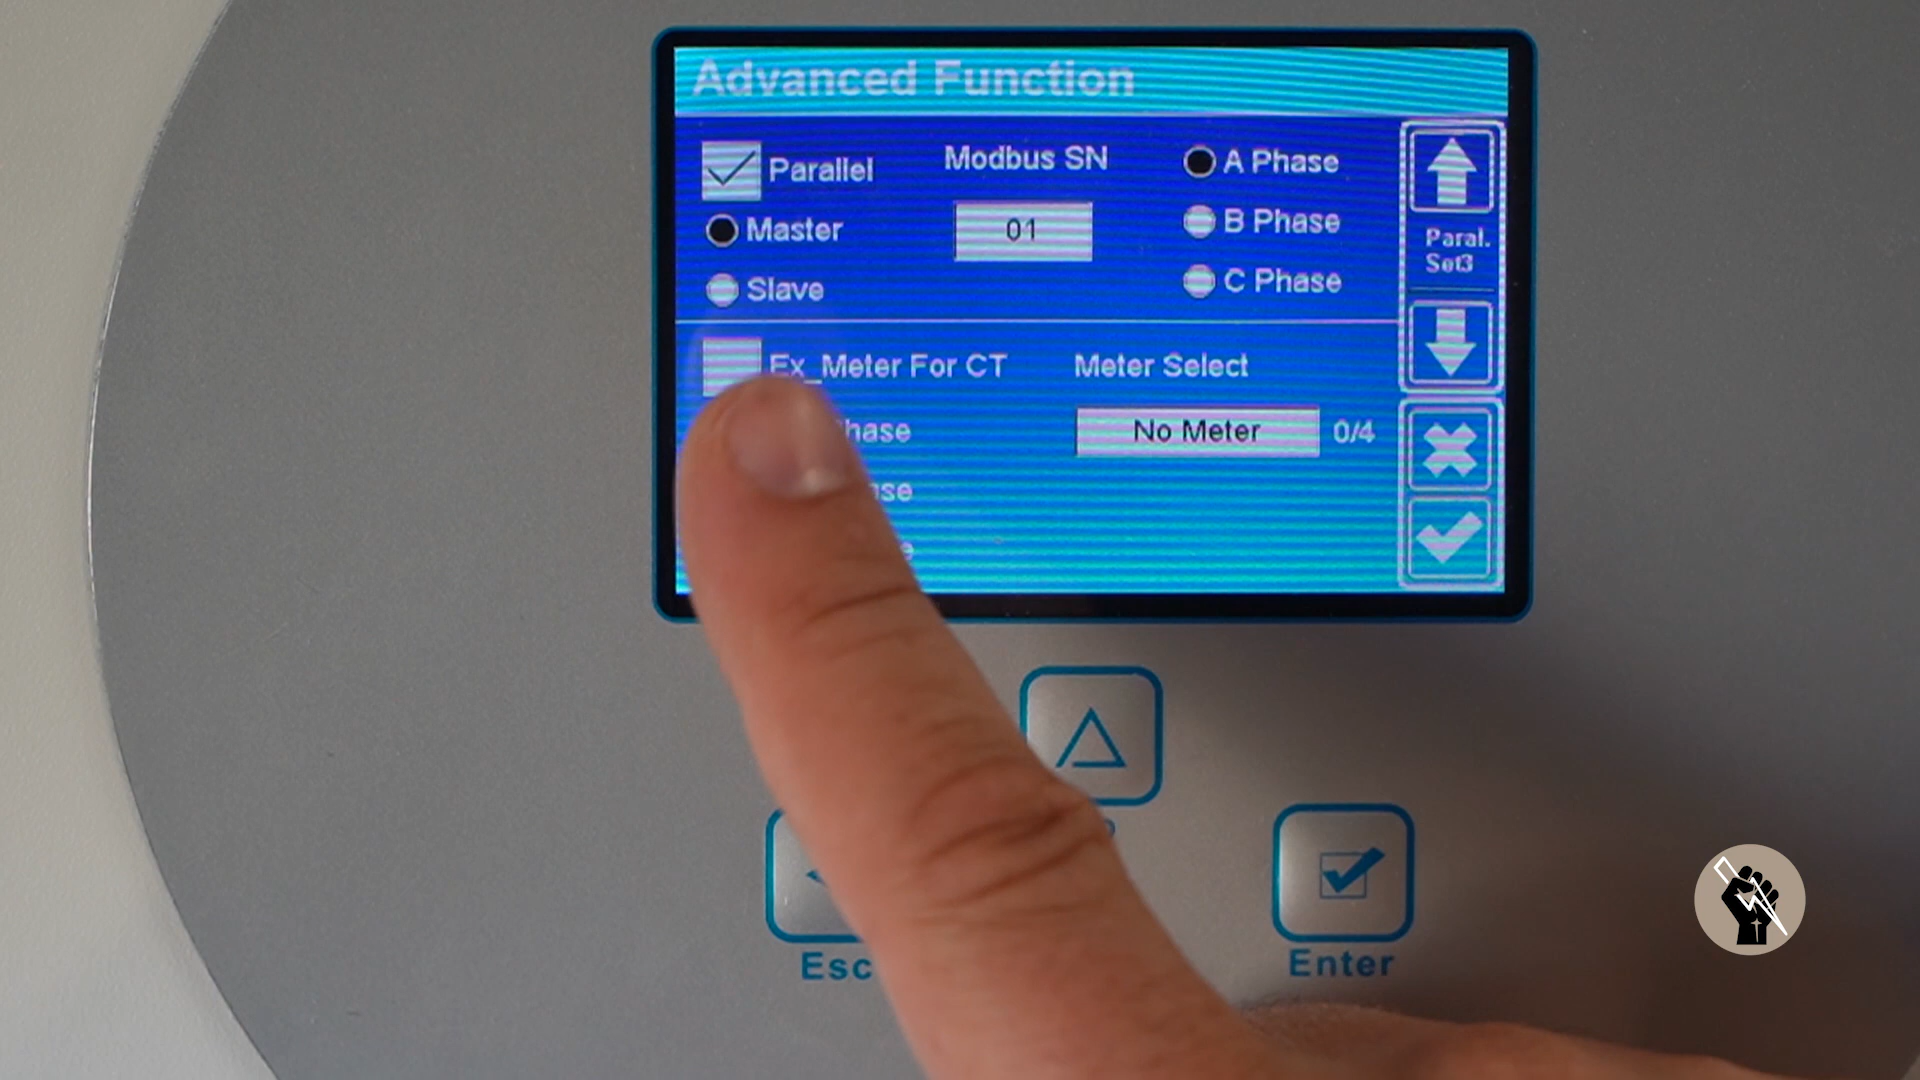 Advanced Function
Parallel
Modbus SN
A Phase
Master
01
B Phase
Slave
C Phase
Paral.
Set3
Ex_Meter For CT
Meter Select
No Meter
0/4
Esc
Enter